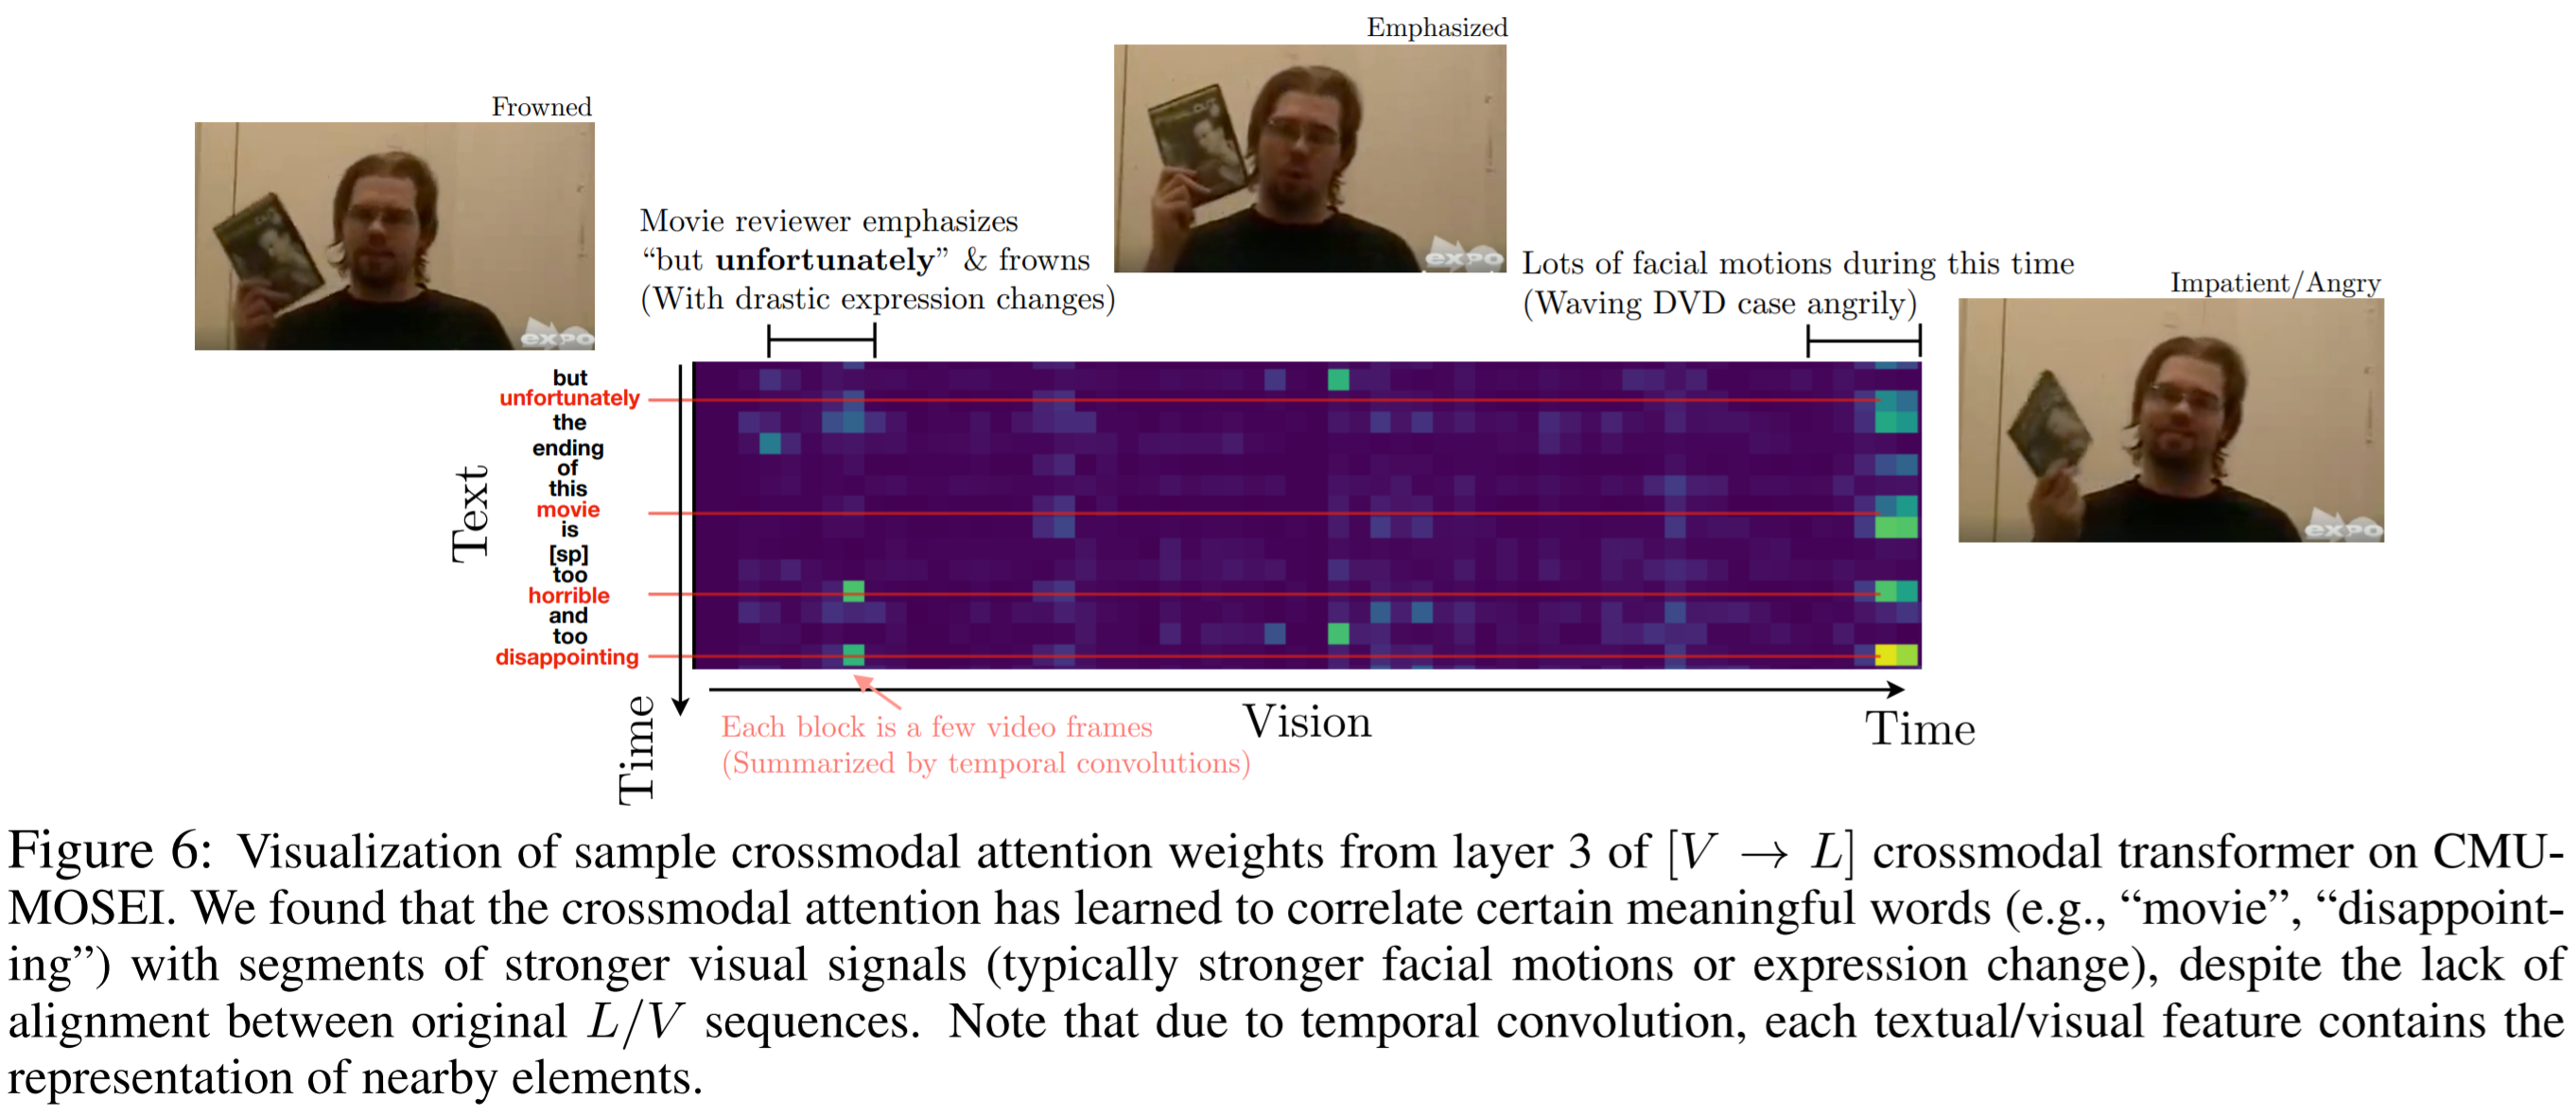 Emphasized
Frowned
Movie reviewer emphasizes
“but unfortunately” & frowns
(With drastic expression changes)
expo
Lots of facial motions during this time
(Waving DVD case angrily)
Impatient/Angry
expo
expo
but
unfortunately
the
ending
of
this
movie
is
[sp]
too
horrible
and
too
disappointing
Text
Time
Each block is a few video frames
(Summarized by temporal convolutions)
Vision
Time
Figure 6: Visualization of sample crossmodal attention weights from layer 3 of [V → L] crossmodal transformer on CMU-
MOSEI. We found that the crossmodal attention has learned to correlate certain meaningful words (e.g., “movie”, “disappoint-
ing”) with segments of stronger visual signals (typically stronger facial motions or expression change), despite the lack of
alignment between original L/V sequences. Note that due to temporal convolution, each textual/visual feature contains the
representation of nearby elements.